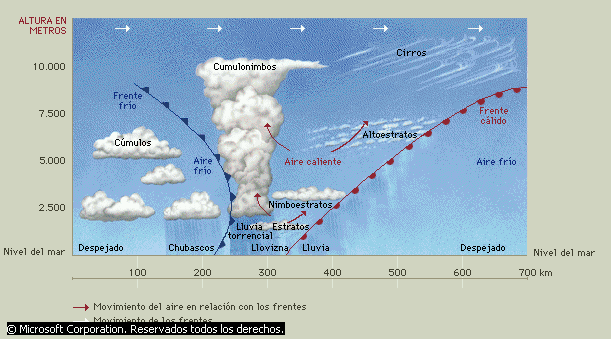 ALTURA EN
METROS
10.000
7.500
5.000
2.500
Nivel del mar
Cumulonimbos
Cirros
Frente
frío
Frente
cálido
Cúmulos
Altoestratos
Aire
frío
Aire caliente
Aire frío
Nimboestratos
Lluvia
torrencial
Estratos
Despejado
Chubascos
Llovizna
Lluvia
Despejado
Nivel del mar
100 200 300 400 500 600 700 km
Movimiento del aire en relación con los frentes
Movimiento de los frentes
© Microsoft Corporation. Reservados todos los derechos.